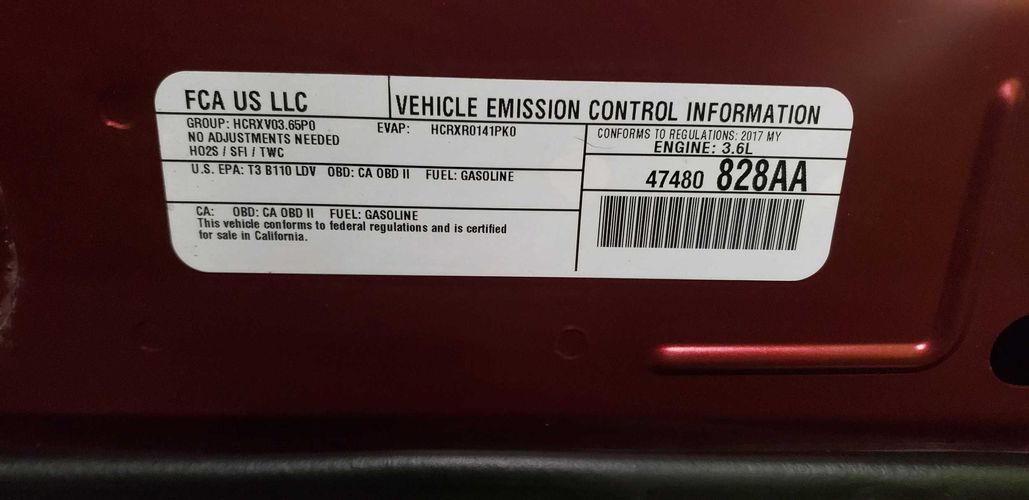 FCA US LLC
VEHICLE EMISSION CONTROL INFORMATION
GROUP: HCRXV03.65P0 EVAP: HCRXR0141PK0
NO ADJUSTMENTS NEEDED
HO2S / SFI / TWC
CONFORMS TO REGULATIONS: 2017 MY
ENGINE: 3.6L
U.S. EPA: T3 B110 LDV OBD: CA OBD II FUEL: GASOLINE
47480 828AA
CA: OBD: CA OBD II FUEL: GASOLINE
This vehicle conforms to federal regulations and is certified
for sale in California.